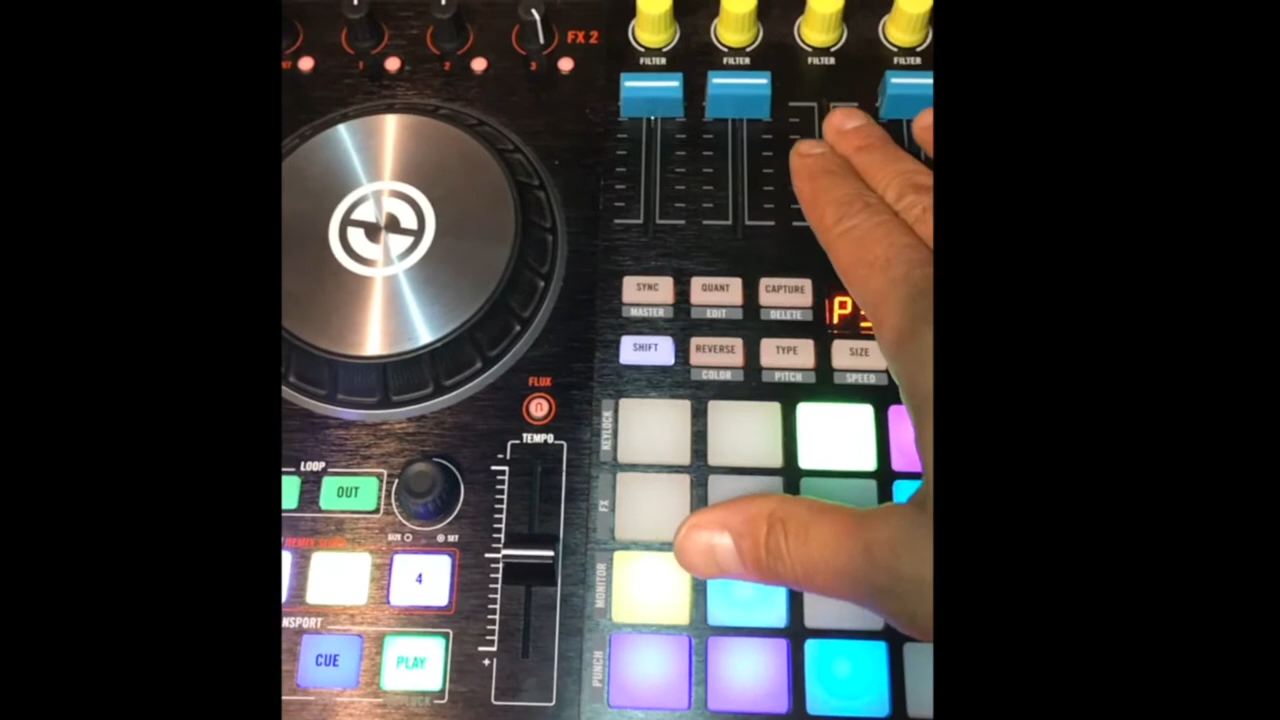 FX 2
1 2 3
FILTER FILTER FILTER FILTER
SYNC QUANT CAPTURE
MASTER EDIT DELETE
SHIFT REVERSE TYPE SIZE
COLOR PITCH SPEED
FLUX
TEMPO
KEYLOCK
LOOP
OUT
FX
SIZE SET
4
MONITOR
CUE PLAY
PUNCH
- +